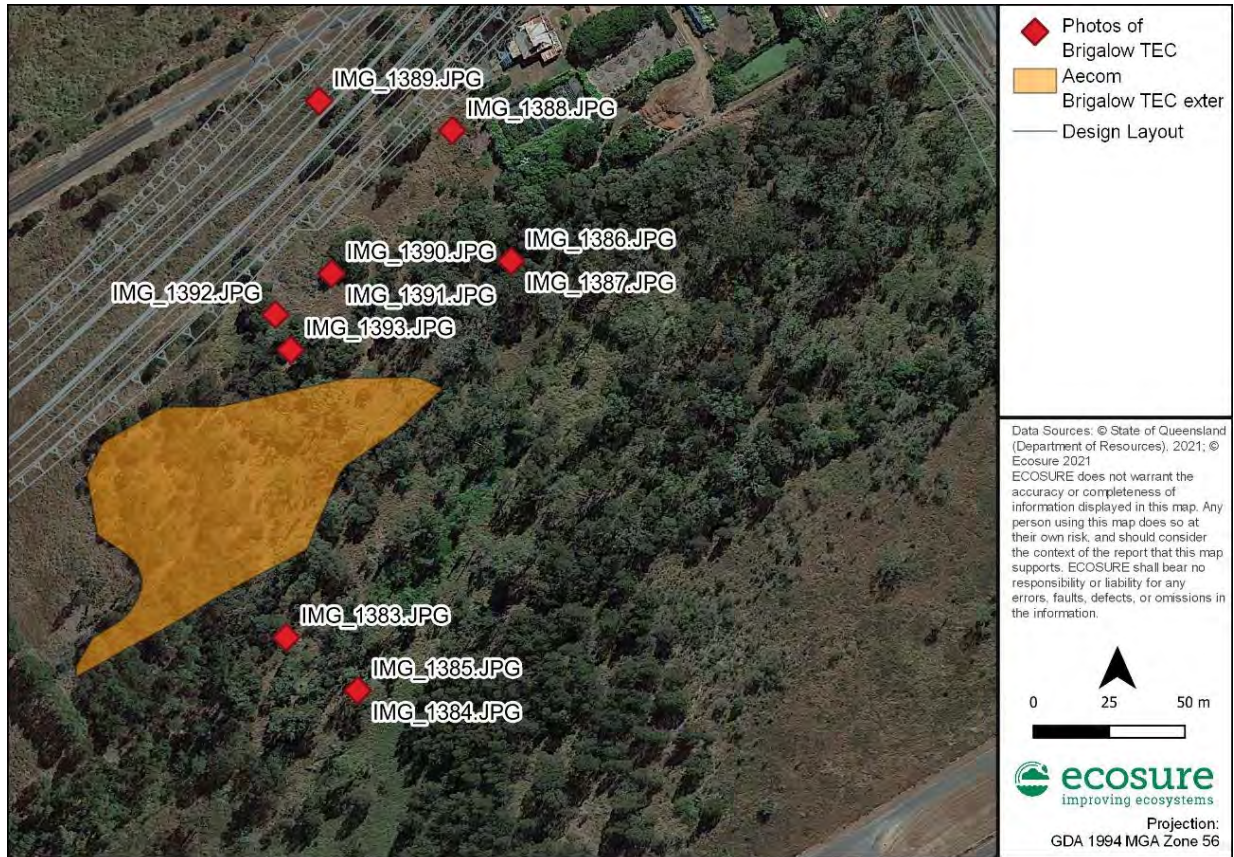 IMG_1389.JPG
IMG_1388.JPG
IMG_1386.JPG
IMG_1390.JPG
IMG_1387.JPG
IMG_1392.JPG
IMG_1391.JPG
IMG_1393.JPG
IMG_1383.JPG
IMG_1385.JPG
IMG_1384.JPG
Photos of
Brigalow TEC
Aecom
Brigalow TEC exter
Design Layout
Data Sources: © State of Queensland
(Department of Resources), 2021; ©
Ecosure 2021
ECOSURE does not warrant the
accuracy or completeness of
information displayed in this map. Any
person using this map does so at
their own risk, and should consider
the context of the report that this map
supports. ECOSURE shall bear no
responsibility or liability for any
errors, faults, defects, or omissions in
the information.
0 25 50 m
ecosure
improving ecosystems
Projection:
GDA 1994 MGA Zone 56